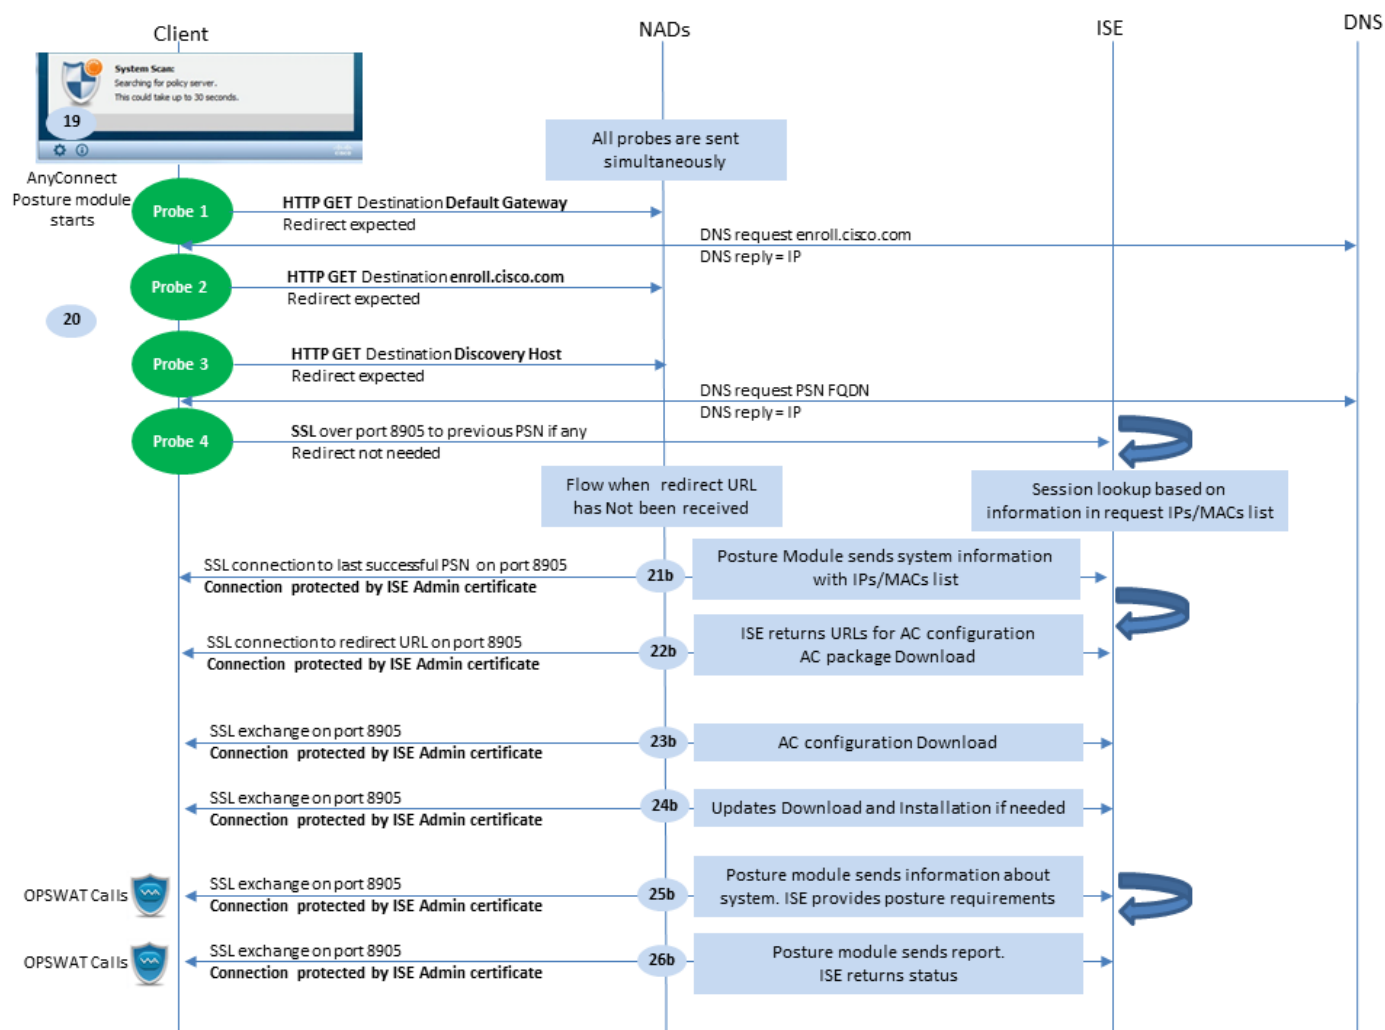 Client
NADs
ISE
DNS
System Scan:
Searching for policy server.
This could take up to 30 seconds.
19
All probes are sent
simultaneously
AnyConnect
Posture module
starts
Probe 1
HTTP GET Destination Default Gateway
Redirect expected
DNS request enroll.cisco.com
DNS reply = IP
Probe 2
HTTP GET Destination enroll.cisco.com
Redirect expected
20
Probe 3
HTTP GET Destination Discovery Host
Redirect expected
DNS request PSN FQDN
DNS reply = IP
Probe 4
SSL over port 8905 to previous PSN if any
Redirect not needed
Flow when redirect URL
has Not been received
Session lookup based on
information in request IPs/MACs list
SSL connection to last successful PSN on port 8905
Connection protected by ISE Admin certificate
21b
Posture Module sends system information
with IPs/MACs list
SSL connection to redirect URL on port 8905
Connection protected by ISE Admin certificate
22b
ISE returns URLs for AC configuration
AC package Download
SSL exchange on port 8905
Connection protected by ISE Admin certificate
23b
AC configuration Download
SSL exchange on port 8905
Connection protected by ISE Admin certificate
24b
Updates Download and Installation if needed
OPSWAT Calls
SSL exchange on port 8905
Connection protected by ISE Admin certificate
25b
Posture module sends information about
system. ISE provides posture requirements
OPSWAT Calls
SSL exchange on port 8905
Connection protected by ISE Admin certificate
26b
Posture module sends report.
ISE returns status